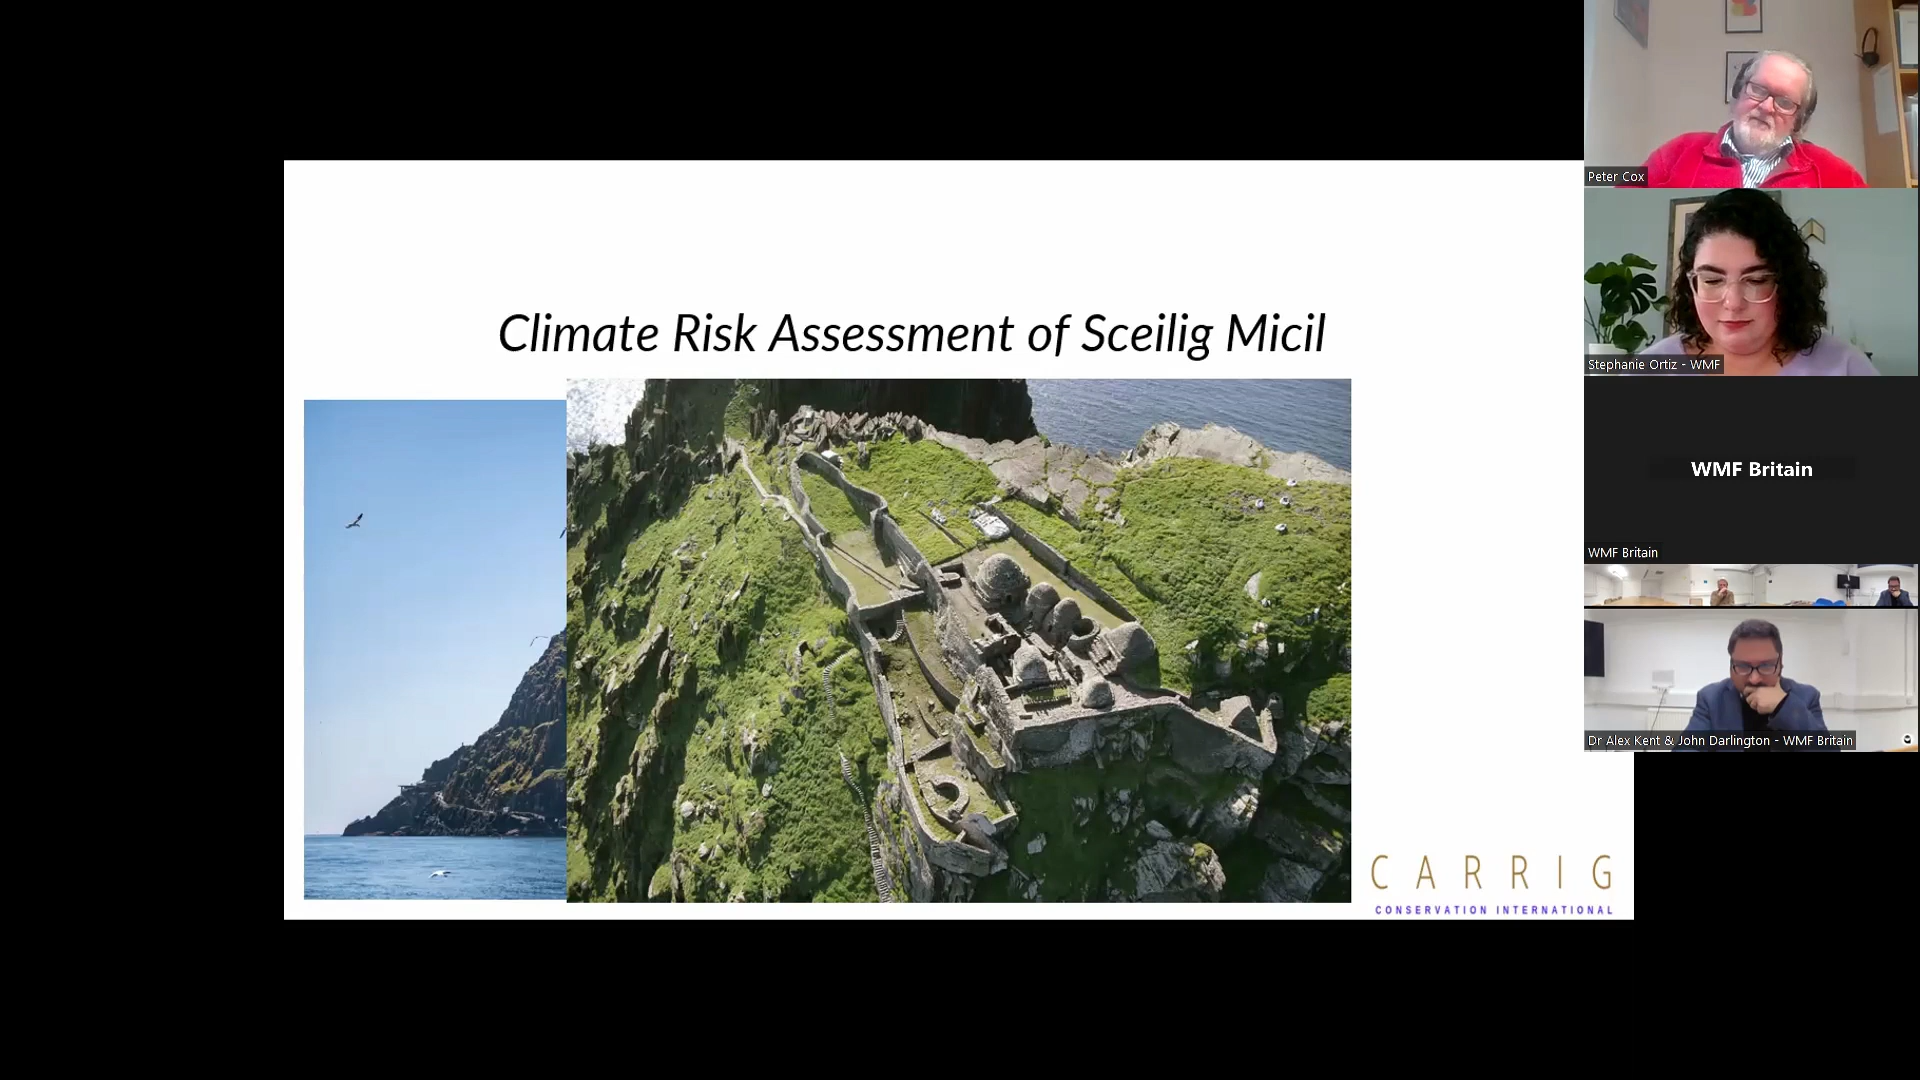 Climate Risk Assessment of Sceilig Micil
CARRIG
CONSERVATION INTERNATIONAL
Peter Cox
Stephanie Ortiz - WMF
WMF Britain
WMF Britain
Dr Alex Kent & John Darlington - WMF Britain